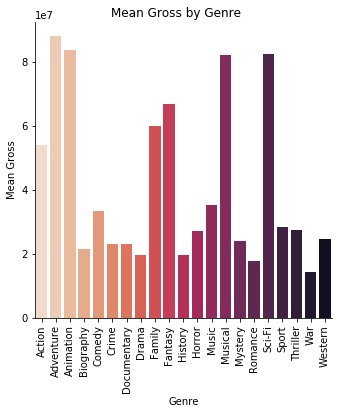 Mean Gross by Genre
1e7
8
6
4
2
0
Mean Gross
Action
Adventure
Animation
Biography
Comedy
Crime
Documentary
Drama
Family
Fantasy
History
Horror
Music
Musical
Mystery
Romance
Sci-Fi
Sport
Thriller
War
Western
Genre